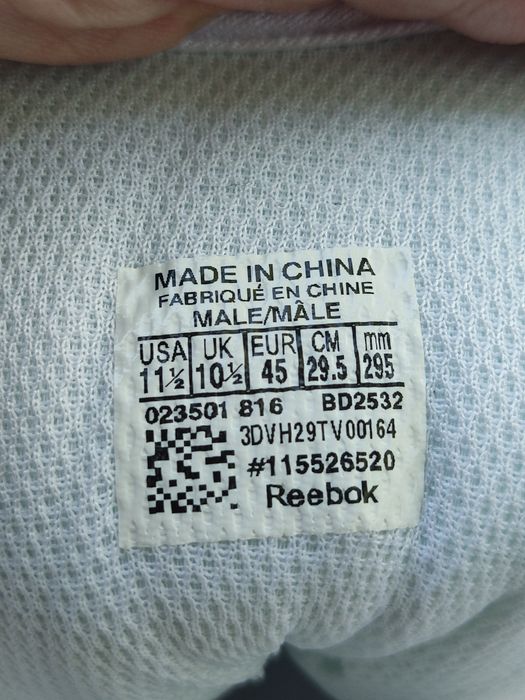 MADE IN CHINA
FABRIQUÉ EN CHINE
MALE/MÂLE
USA UK EUR CM mm
11½ 10½ 45 29.5 295
023501 816 BD2532
3DVH29TV00164
#115526520
Reebok